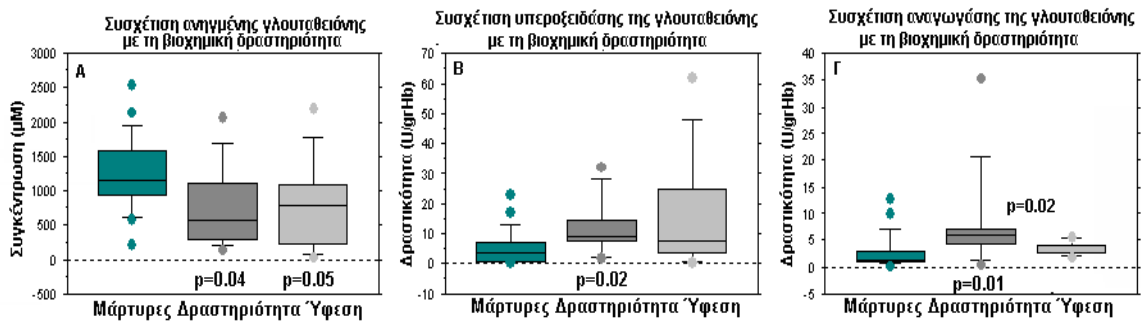 Συσχέτιση ανηγμένης γλουταθειόνης
με τη βιοχημική δραστηριότητα
A
Συγκέντρωση (μM)
3000
2500
2000
1500
1000
500
0
-500
p=0.04 p=0.05
Μάρτυρες Δραστηριότητα Ύφεση
Συσχέτιση υπεροξειδάσης της γλουταθειόνης
με τη βιοχημική δραστηριότητα
B
Δραστικότητα (U/grHb)
70
60
50
40
30
20
10
0
-10
p=0.02
Μάρτυρες Δραστηριότητα Ύφεση
Συσχέτιση αναγωγάσης της γλουταθειόνης
με τη βιοχημική δραστηριότητα
Γ
Δραστικότητα (U/grHb)
40
35
30
25
20
15
10
5
0
-5
p=0.02
p=0.01
Μάρτυρες Δραστηριότητα Ύφεση